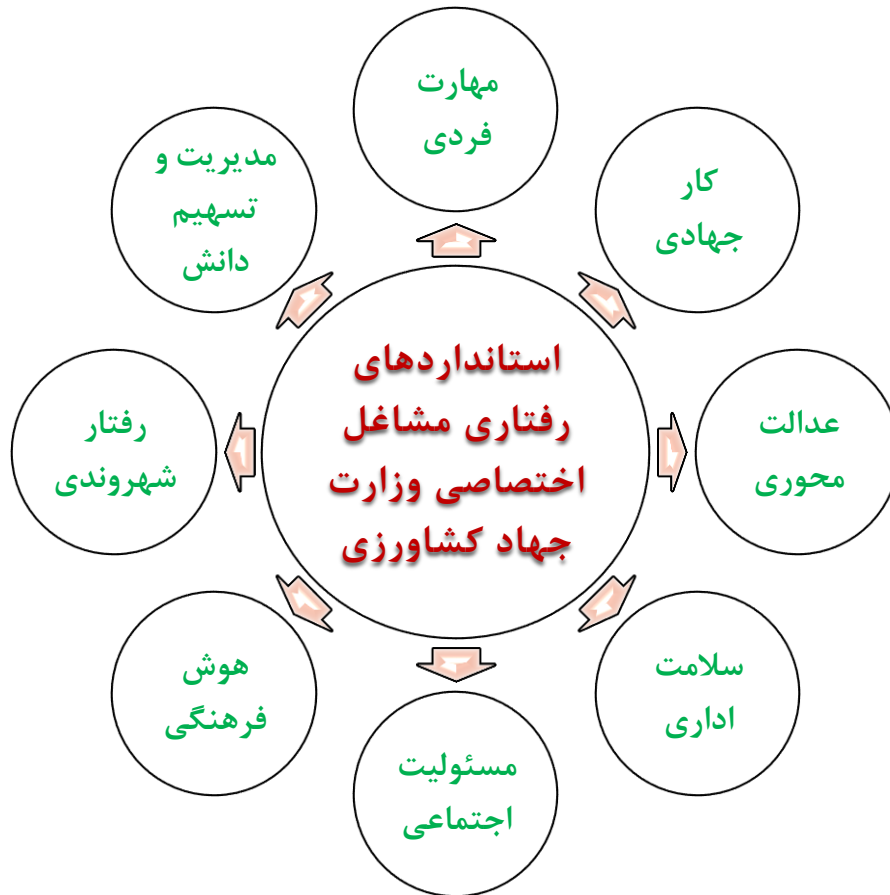 مهارت
فردی
کار
جهادی
عدالت
محوری
سلامت
اداری
مسئولیت
اجتماعی
هوش
فرهنگی
رفتار
شهروندی
مدیریت و
تسهیم
دانش
استانداردهای
رفتاری مشاغل
اختصاصی وزارت
جهاد کشاورزی